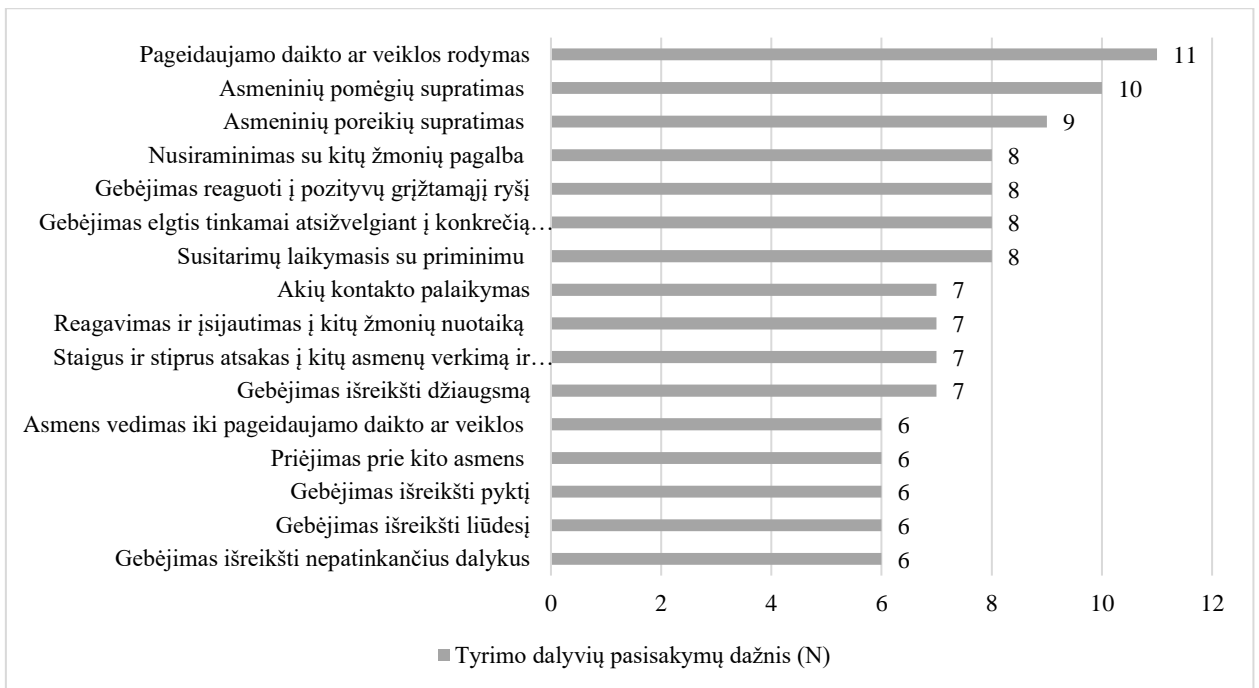 Pageidaujamo daikto ar veiklos rodymas 11
Asmeninių pomėgių supratimas 10
Asmeninių poreikių supratimas 9
Nusiraminimas su kitų žmonių pagalba 8
Gebėjimas reaguoti į pozityvų grįžtamąjį ryšį 8
Gebėjimas elgtis tinkamai atsižvelgiant į konkrečią… 8
Susitarimų laikymasis su priminimu 8
Akių kontakto palaikymas 7
Reagavimas ir įsijautimas į kitų žmonių nuotaiką 7
Staigus ir stiprus atsakas į kitų asmenų verkimą ir… 7
Gebėjimas išreikšti džiaugsmą 7
Asmens vedimas iki pageidaujamo daikto ar veiklos 6
Priėjimas prie kito asmens 6
Gebėjimas išreikšti pyktį 6
Gebėjimas išreikšti liūdesį 6
Gebėjimas išreikšti nepatinkančius dalykus 6
0 2 4 6 8 10 12
Tyrimo dalyvių pasisakymų dažnis (N)